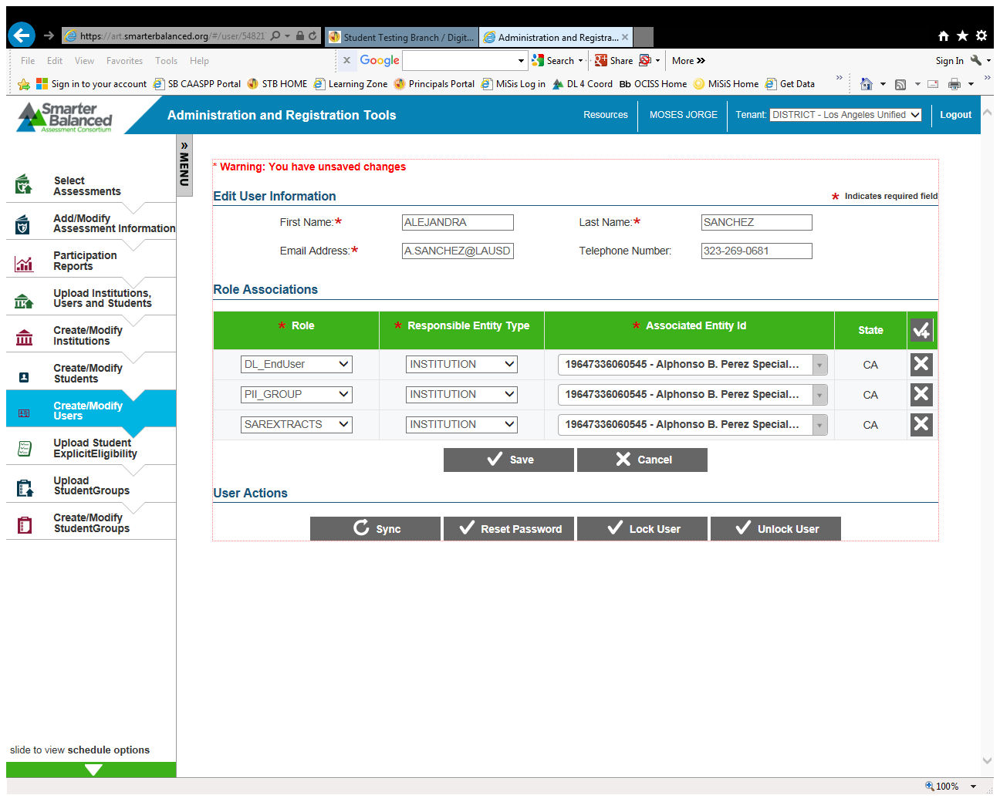 https://art.smarterbalanced.org/#/user/54821
Student Testing Branch / Digit...
Administration and Registra...
File Edit View Favorites Tools Help
x Google Search Share More »
Sign In
Sign in to your account SB CAASPP Portal STB HOME Learning Zone Principals Portal MiSis Log in DL 4 Coord Bb OCISS Home MiSiS Home Get Data »
Smarter
Balanced
Assessment Consortium
Administration and Registration Tools
Resources MOSES JORGE Tenant: DISTRICT - Los Angeles Unified Logout
» MENU
Select
Assessments
Add/Modify
Assessment Information
Participation
Reports
Upload Institutions,
Users and Students
Create/Modify
Institutions
Create/Modify
Students
Create/Modify
Users
Upload Student
ExplicitEligibility
Upload
StudentGroups
Create/Modify
StudentGroups
slide to view schedule options
* Warning: You have unsaved changes
Edit User Information
* Indicates required field
First Name:* ALEJANDRA Last Name:* SANCHEZ
Email Address:* A.SANCHEZ@LAUSD Telephone Number: 323-269-0681
Role Associations
* Role * Responsible Entity Type * Associated Entity Id State
DL_EndUser INSTITUTION 19647336060545 - Alphonso B. Perez Special... CA
PII_GROUP INSTITUTION 19647336060545 - Alphonso B. Perez Special... CA
SAREXTRACTS INSTITUTION 19647336060545 - Alphonso B. Perez Special... CA
Save Cancel
User Actions
Sync Reset Password Lock User Unlock User
100%